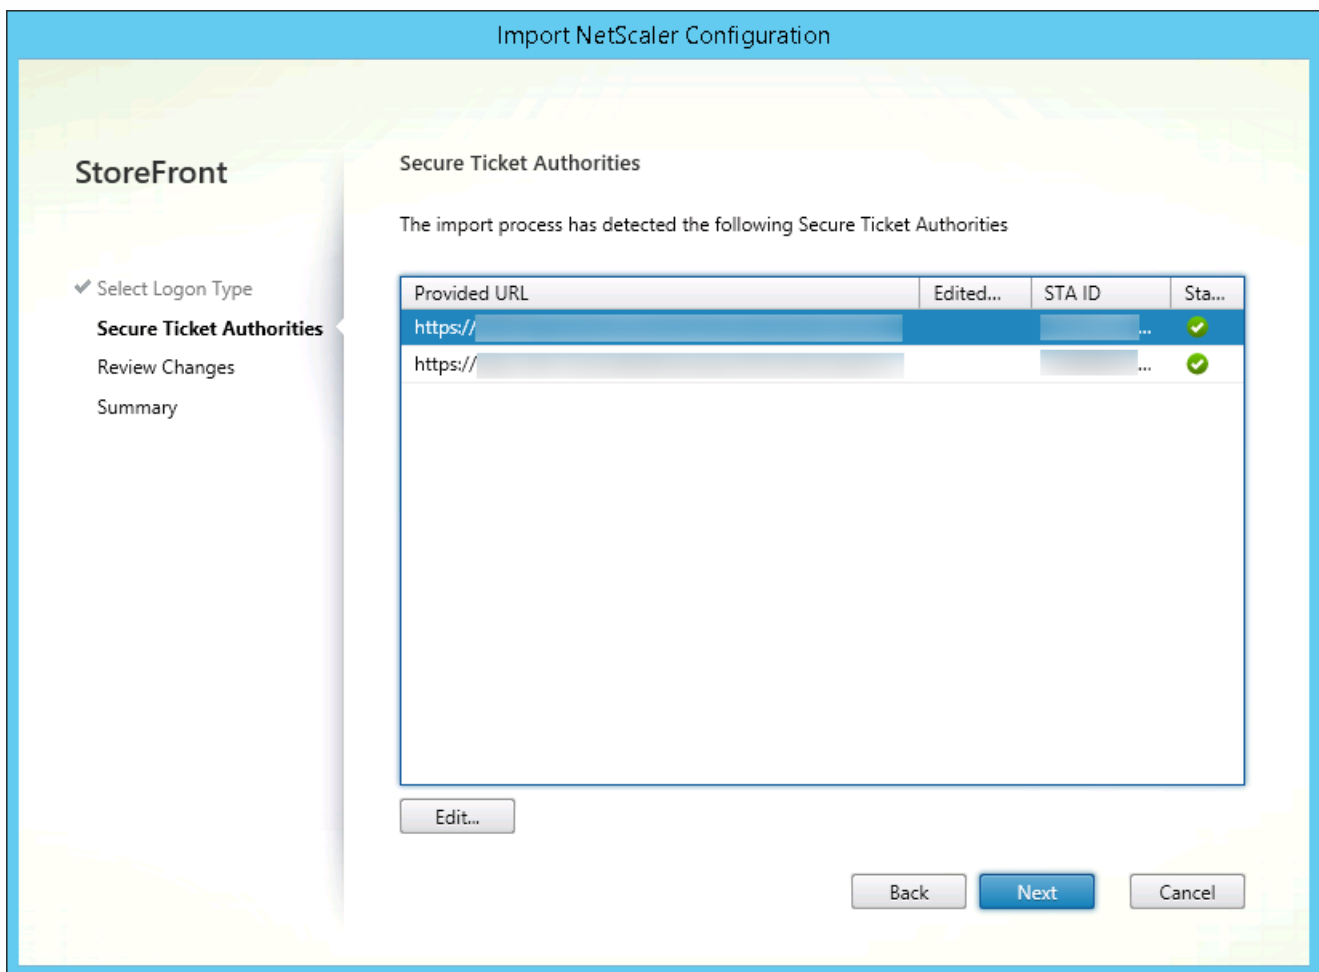 Import NetScaler Configuration
StoreFront
Select Logon Type
Secure Ticket Authorities
Review Changes
Summary
Secure Ticket Authorities
The import process has detected the following Secure Ticket Authorities
Provided URL Edited... STA ID Sta...
https:// ...
https:// ...
Edit...
Back Next Cancel